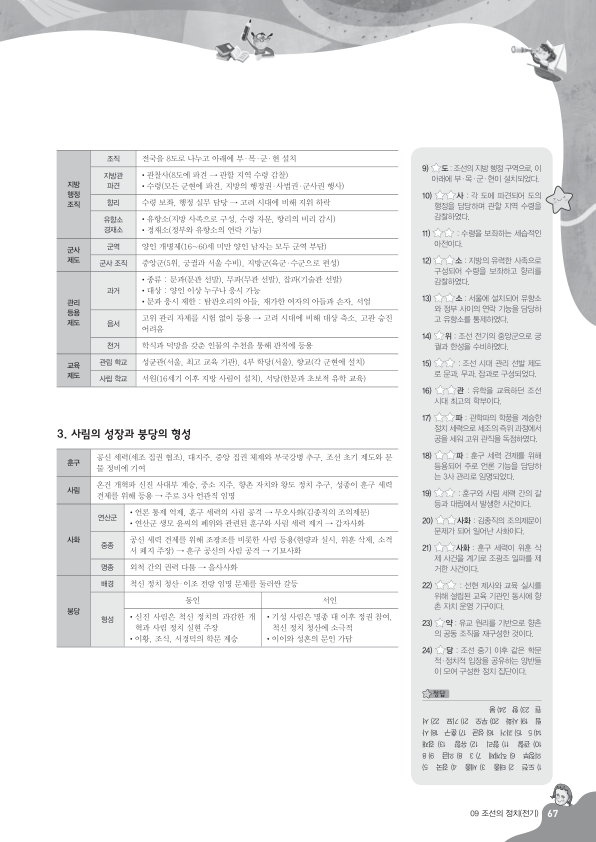 지방
행정
조직
조직
전국을 8도로 나누고 아래에 부·목·군·현 설치
지방관
파견
• 관찰사(8도에 파견 → 관할 지역 수령 감찰)
• 수령(모든 군현에 파견, 지방의 행정권·사법권·군사권 행사)
향리
수령 보좌, 행정 실무 담당 → 고려 시대에 비해 지위 하락
유향소
경재소
• 유향소(지방 사족으로 구성, 수령 자문, 향리의 비리 감시)
• 경재소(정부와 유향소의 연락 기능)
군사
제도
군역
양인 개병제(16~60세 미만 양인 남자는 모두 군역 부담)
군사 조직
중앙군(5위, 궁궐과 서울 수비), 지방군(육군·수군으로 편성)
관리
등용
제도
과거
• 종류 : 문과(문관 선발), 무과(무관 선발), 잡과(기술관 선발)
• 대상 : 양인 이상 누구나 응시 가능
• 문과 응시 제한 : 탐관오리의 아들, 재가한 여자의 아들과 손자, 서얼
음서
고위 관리 자제를 시험 없이 등용 → 고려 시대에 비해 대상 축소, 고관 승진
어려움
천거
학식과 덕망을 갖춘 인물의 추천을 통해 관직에 등용
교육
제도
관립 학교
성균관(서울, 최고 교육 기관), 4부 학당(서울), 향교(각 군현에 설치)
사립 학교
서원(16세기 이후 지방 사림이 설치), 서당(한문과 초보적 유학 교육)
3. 사림의 성장과 붕당의 형성
훈구
공신 세력(세조 집권 협조), 대지주, 중앙 집권 체제와 부국강병 추구, 조선 초기 제도와 문
물 정비에 기여
사림
온건 개혁파 신진 사대부 계승, 중소 지주, 향촌 자치와 왕도 정치 추구, 성종이 훈구 세력
견제를 위해 등용 → 주로 3사 언관직 임명
사화
연산군
• 언론 통제 억제, 훈구 세력의 사림 공격 → 무오사화(김종직의 조의제문)
• 연산군 생모 윤씨의 폐위와 관련된 훈구와 사림 세력 제거 → 갑자사화
중종
공신 세력 견제를 위해 조광조를 비롯한 사림 등용(현량과 실시, 위훈 삭제, 소격
서 폐지 주장) → 훈구 공신의 사림 공격 → 기묘사화
명종
외척 간의 권력 다툼 → 을사사화
붕당
배경
척신 정치 청산·이조 전랑 임명 문제를 둘러싼 갈등
형성
동인
서인
• 신진 사림은 척신 정치의 과감한 개
혁과 사림 정치 실현 주장
• 이황, 조식, 서경덕의 학문 계승
• 기성 사림은 명종 대 이후 정권 참여,
척신 정치 청산에 소극적
• 이이와 성혼의 문인 가담
9) 도 : 조선의 지방 행정 구역으로, 이
아래에 부·목·군·현이 설치되었다.
10) 사 : 각 도에 파견되어 도의
행정을 담당하며 관할 지역 수령을
감찰하였다.
11) : 수령을 보좌하는 세습적인
아전이다.
12) 소 : 지방의 유력한 사족으로
구성되어 수령을 보좌하고 향리를
감찰하였다.
13) 소 : 서울에 설치되어 유향소
와 정부 사이의 연락 기능을 담당하
고 유향소를 통제하였다.
14) 위 : 조선 전기의 중앙군으로 궁
궐과 한성을 수비하였다.
15) : 조선 시대 관리 선발 제도
로 문과, 무과, 잡과로 구성되었다.
16) 관 : 유학을 교육하던 조선
시대 최고의 학부이다.
17) 파 : 관학파의 학풍을 계승한
정치 세력으로 세조의 즉위 과정에서
공을 세워 고위 관직을 독점하였다.
18) 파 : 훈구 세력 견제를 위해
등용되어 주로 언론 기능을 담당하
는 3사 관리로 임명되었다.
19) : 훈구와 사림 세력 간의 갈
등과 대립에서 발생한 사건이다.
20) 사화 : 김종직의 조의제문이
문제가 되어 일어난 사화이다.
21) 사화 : 훈구 세력이 위훈 삭
제 사건을 계기로 조광조 일파를 제
거한 사건이다.
22) : 선현 제사와 교육 실시를
위해 설립된 교육 기관인 동시에 향
촌 자치 운영 기구이다.
23) 약 : 유교 윤리를 기반으로 향촌
의 공동 조직을 재구성한 것이다.
24) 당 : 조선 중기 이후 같은 학문
적·정치적 입장을 공유하는 양반들
이 모여 구성한 정치 집단이다.
정답
09 조선의 정치(전기) 67